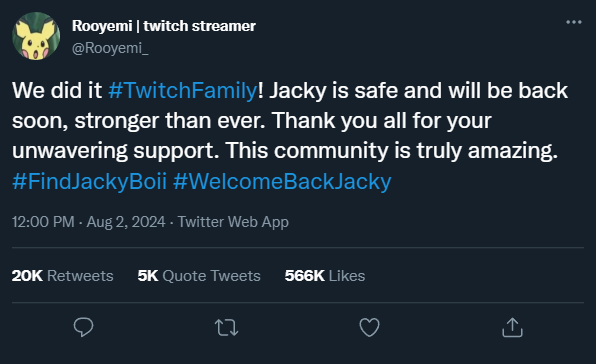 Rooyemi | twitch streamer
@Rooyemi_
We did it #TwitchFamily! Jacky is safe and will be back
soon, stronger than ever. Thank you all for your
unwavering support. This community is truly amazing.
#FindJackyBoii #WelcomeBackJacky
12:00 PM · Aug 2, 2024 · Twitter Web App
20K Retweets 5K Quote Tweets 566K Likes